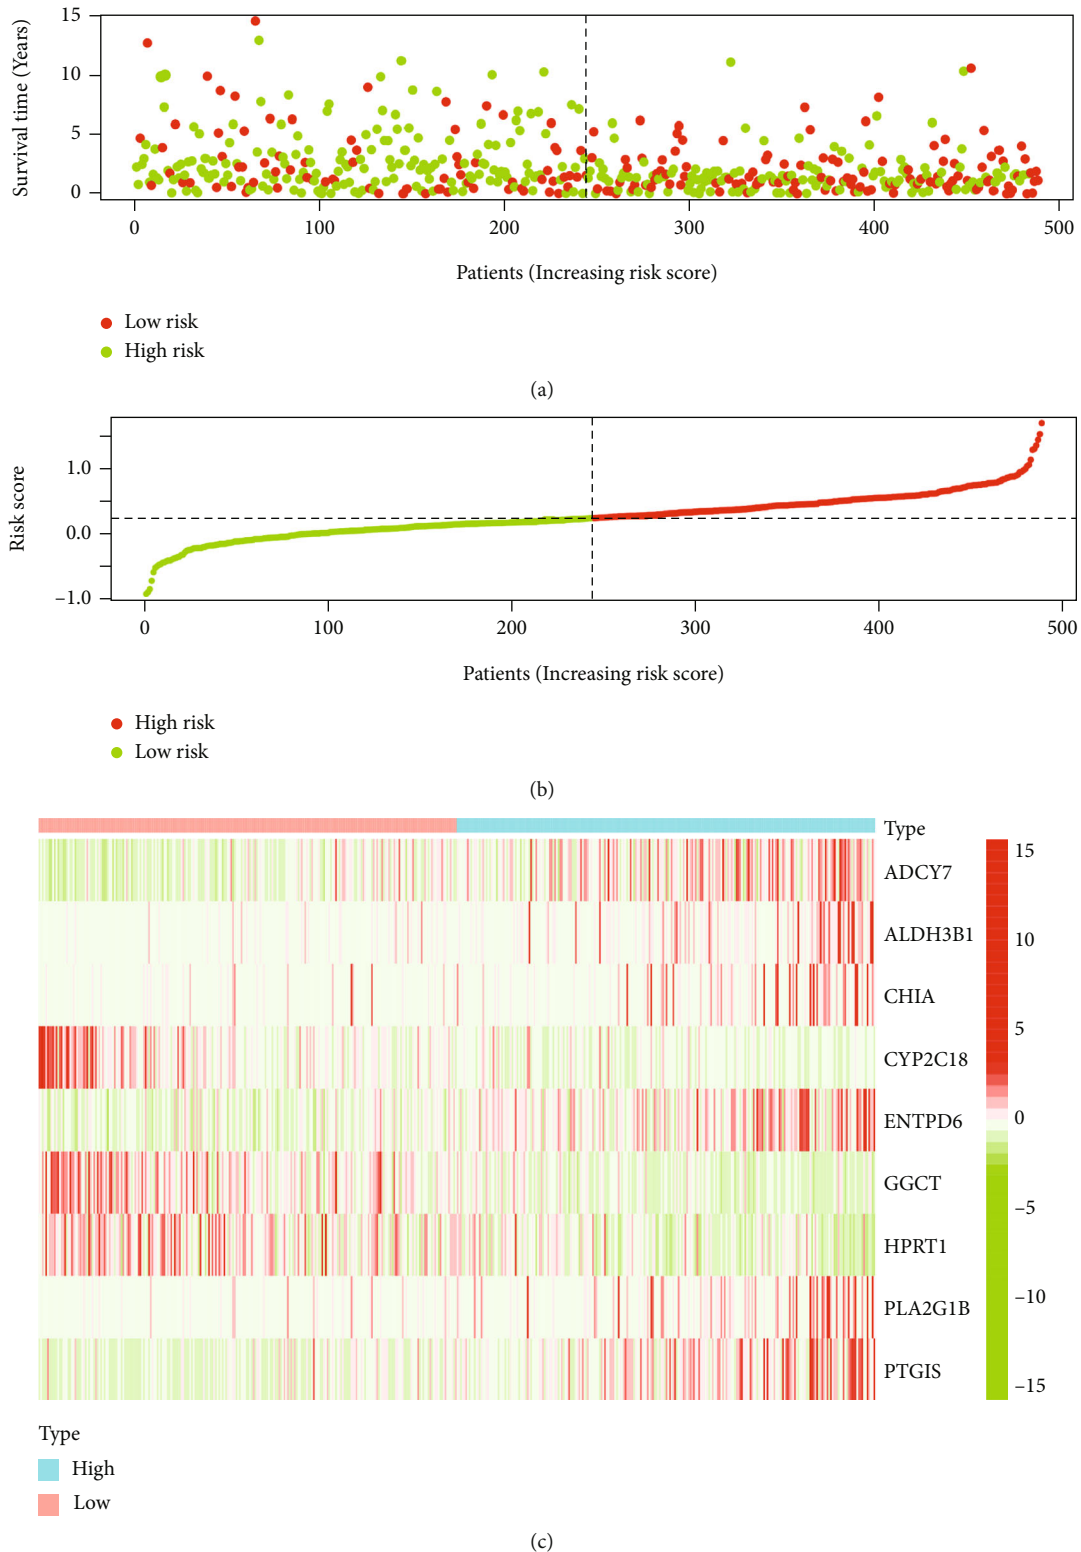 15
10
5
0
Survival time (Years)
0 100 200 300 400 500
Patients (Increasing risk score)
Low risk
High risk
(a)
1.0
0.0
–1.0
Risk score
0 100 200 300 400 500
Patients (Increasing risk score)
High risk
Low risk
(b)
Type
ADCY7
ALDH3B1
CHIA
CYP2C18
ENTPD6
GGCT
HPRT1
PLA2G1B
PTGIS
15
10
5
0
–5
–10
–15
Type
High
Low
(c)